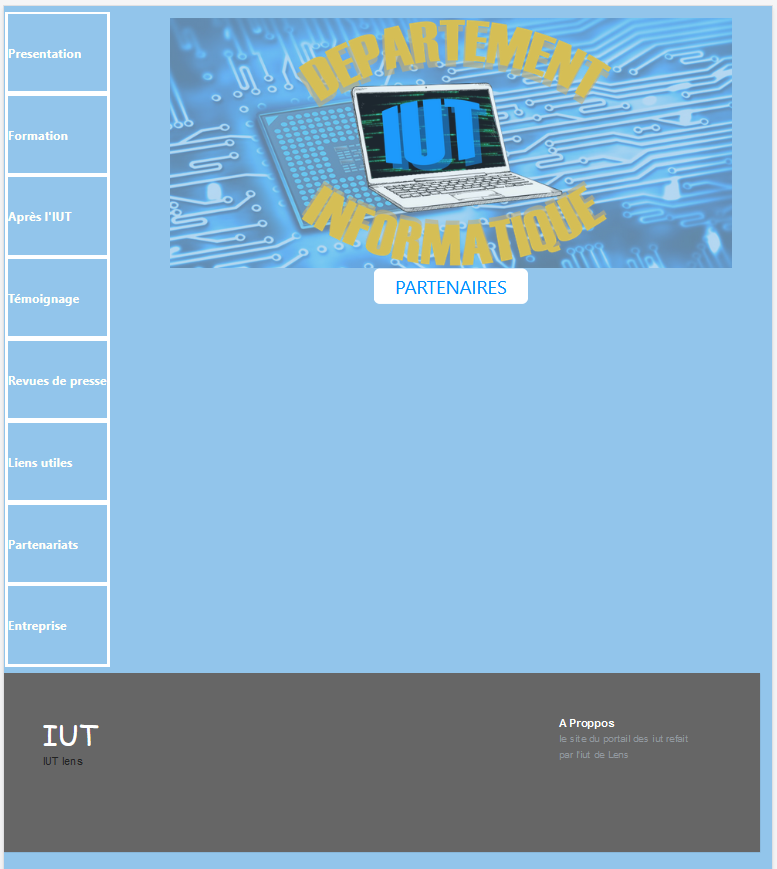 Presentation
Formation
Après l'IUT
Témoignage
Revues de presse
Liens utiles
Partenariats
Entreprise
DEPARTEMENT
IUT
INFORMATIQUE
PARTENAIRES
IUT
IUT lens
A Proppos
le site du portail des iut refait
par l'iut de Lens